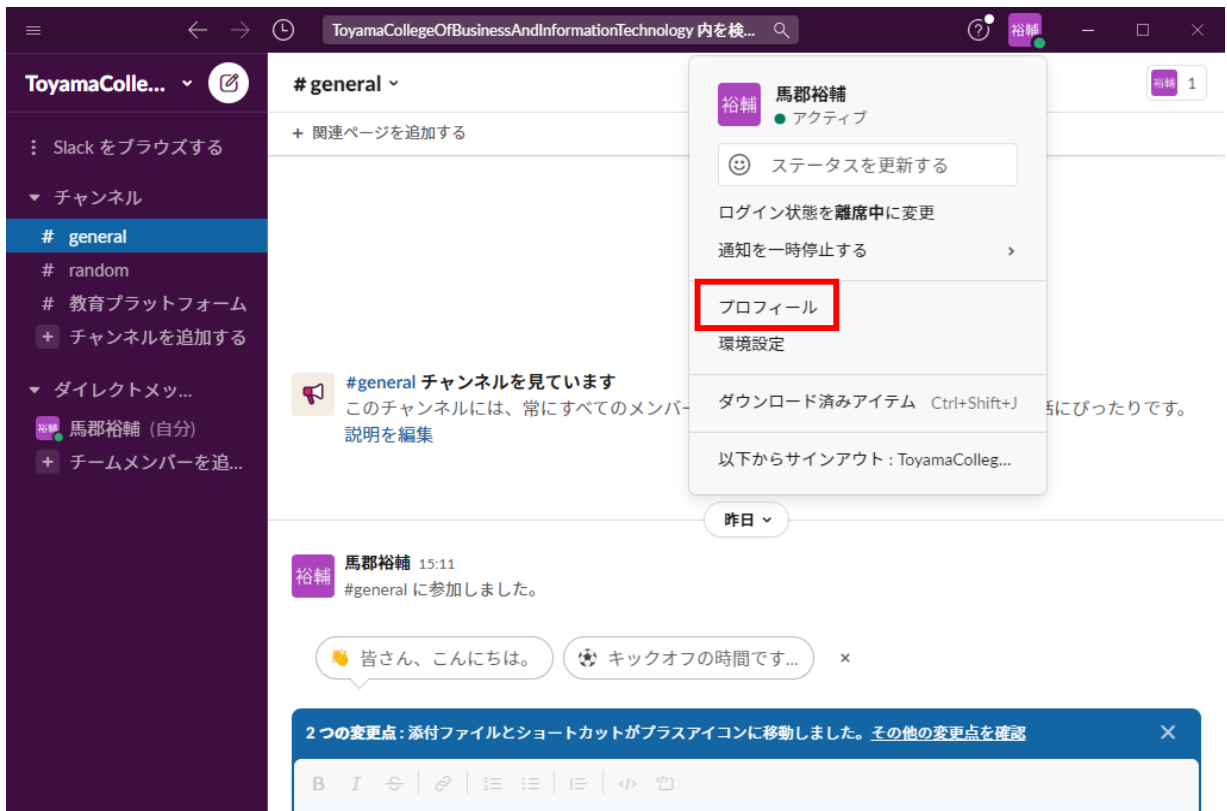 ToyamaCollegeOfBusinessAndInformationTechnology 内を検...
裕輔
ToyamaColle...
Slack をブラウズする
チャンネル
# general
# random
# 教育プラットフォーム
+ チャンネルを追加する
ダイレクトメッ...
裕輔 馬郡裕輔 (自分)
+ チームメンバーを追...
# general
裕輔 1
+ 関連ページを追加する
裕輔
馬郡裕輔
アクティブ
ステータスを更新する
ログイン状態を離席中に変更
通知を一時停止する
プロフィール
環境設定
ダウンロード済みアイテム Ctrl+Shift+J
以下からサインアウト : ToyamaColleg...
#general チャンネルを見ています
このチャンネルには、常にすべてのメンバー
にぴったりです。
説明を編集
昨日
裕輔
馬郡裕輔 15:11
#general に参加しました。
皆さん、こんにちは。
キックオフの時間です...
2 つの変更点 : 添付ファイルとショートカットがプラスアイコンに移動しました。その他の変更点を確認
B I S